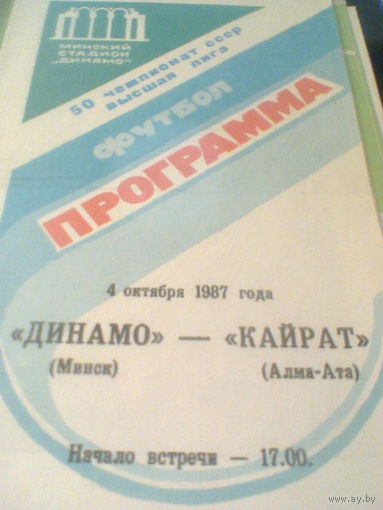 МИНСКИЙ
СТАДИОН
„ДИНАМО“
50 чемпионат ссср
высшая лига
футбол
ПРОГРАММА
4 октября 1987 года
«ДИНАМО» — «КАЙРАТ»
(Минск) (Алма-Ата)
Начало встречи — 17.00.
www.ay.by